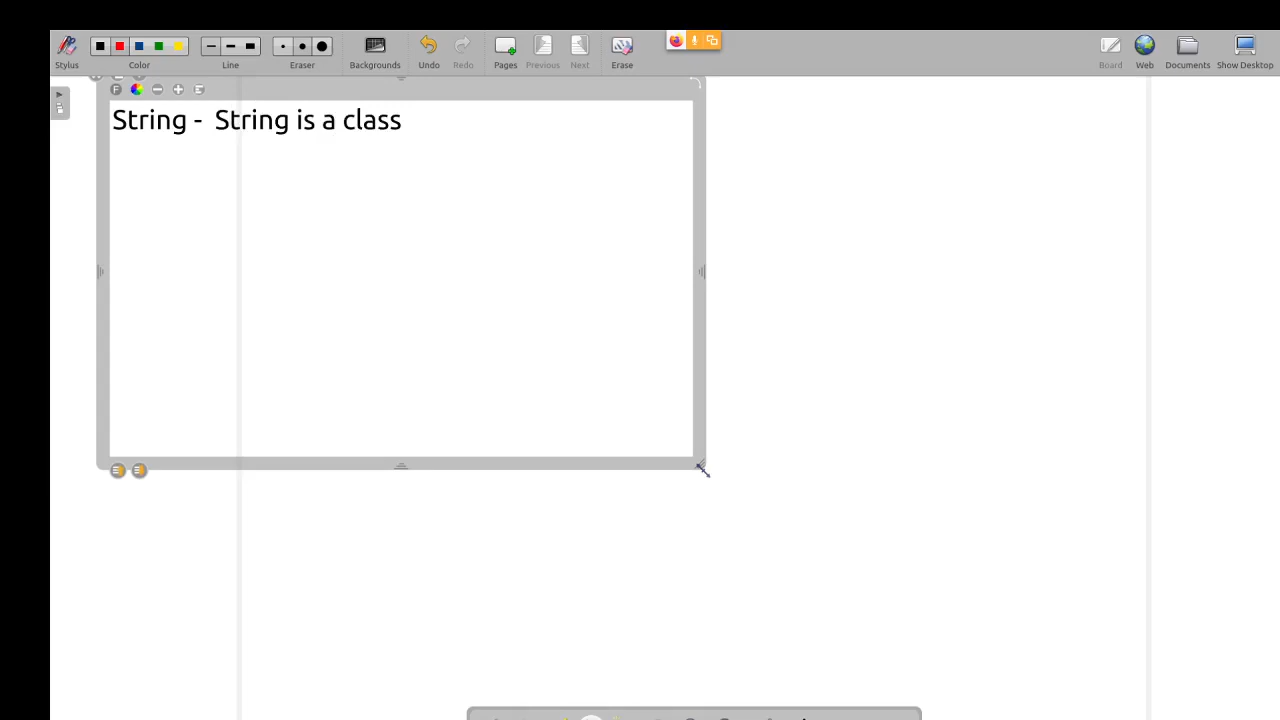 Stylus
Color
Line
Eraser
Backgrounds
Undo
Redo
Pages
Previous
Next
Erase
Board
Web
Documents
Show Desktop
F
String -  String is a class